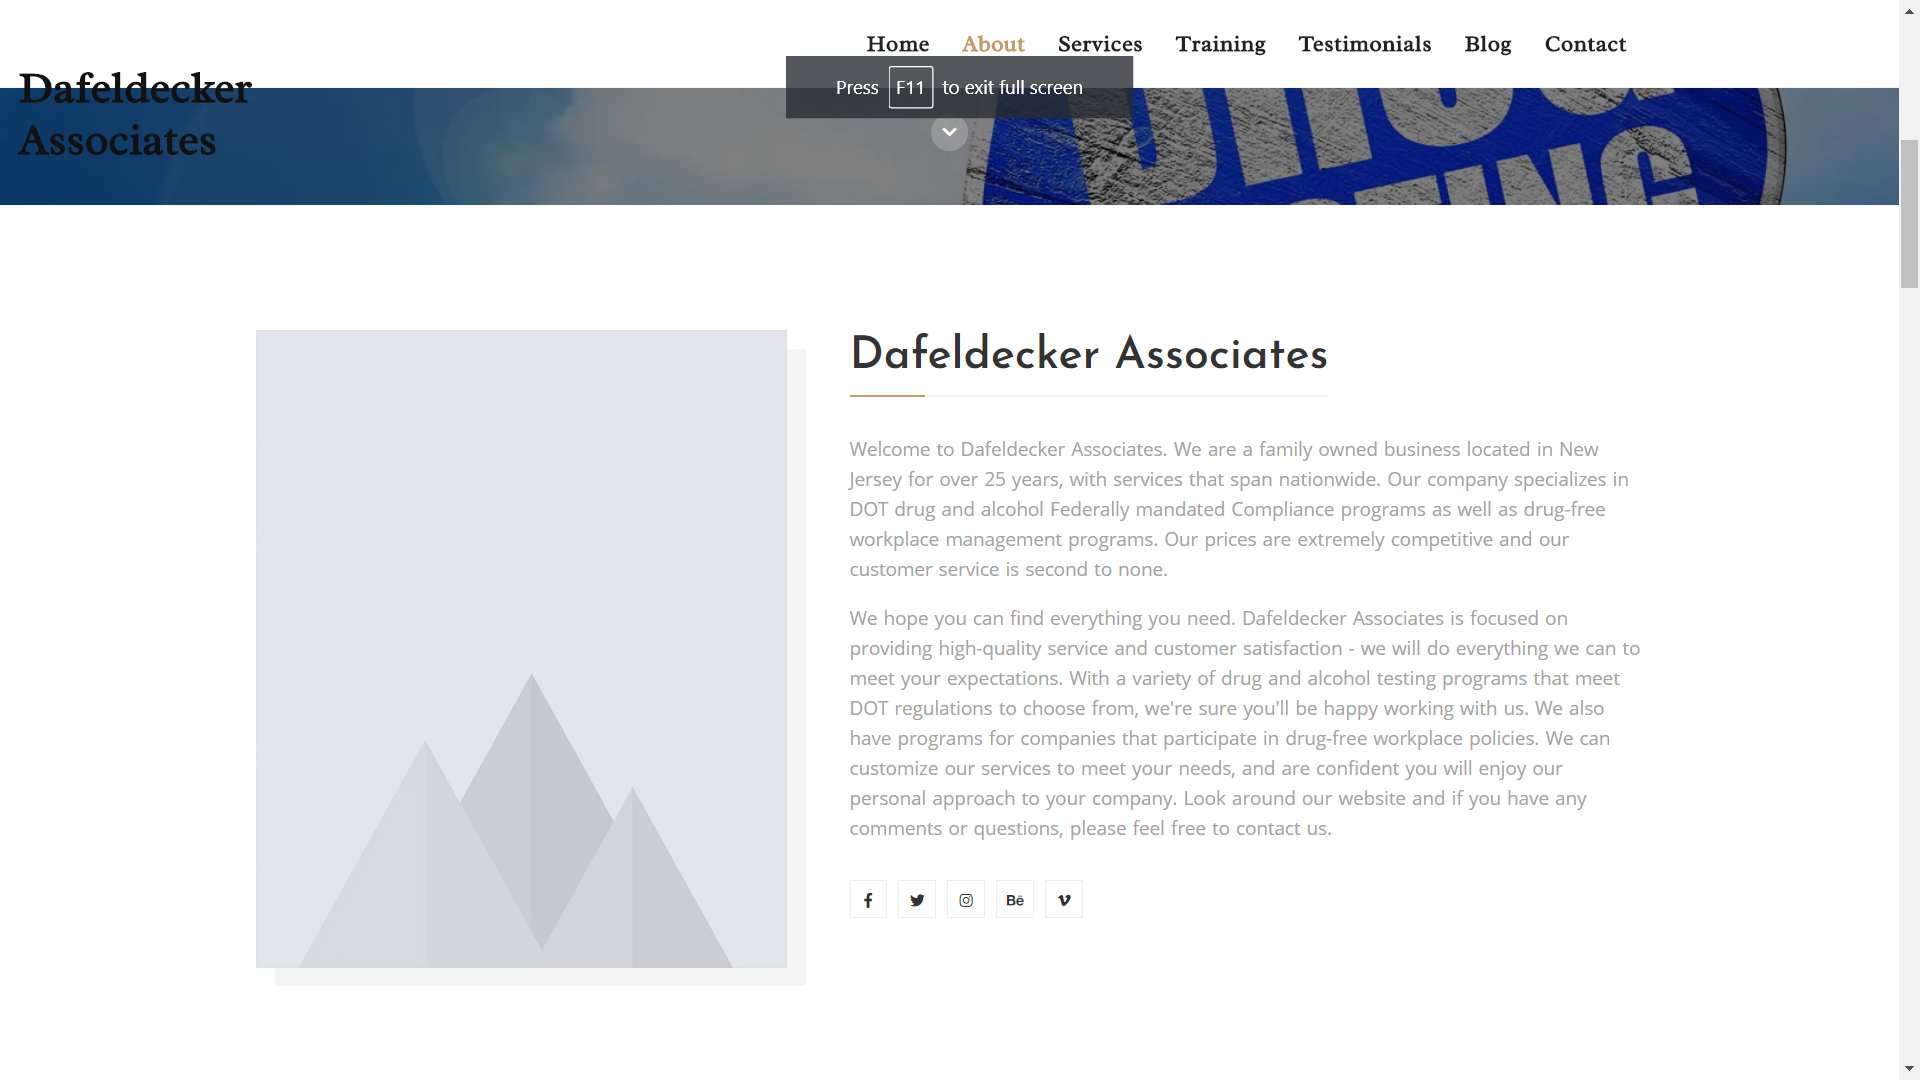 Home About Services Training Testimonials Blog Contact
Dafeldecker
Associates
Press F11 to exit full screen
Dafeldecker Associates
Welcome to Dafeldecker Associates. We are a family owned business located in New
Jersey for over 25 years, with services that span nationwide. Our company specializes in
DOT drug and alcohol Federally mandated Compliance programs as well as drug-free
workplace management programs. Our prices are extremely competitive and our
customer service is second to none.
We hope you can find everything you need. Dafeldecker Associates is focused on
providing high-quality service and customer satisfaction - we will do everything we can to
meet your expectations. With a variety of drug and alcohol testing programs that meet
DOT regulations to choose from, we're sure you'll be happy working with us. We also
have programs for companies that participate in drug-free workplace policies. We can
customize our services to meet your needs, and are confident you will enjoy our
personal approach to your company. Look around our website and if you have any
comments or questions, please feel free to contact us.
Bē